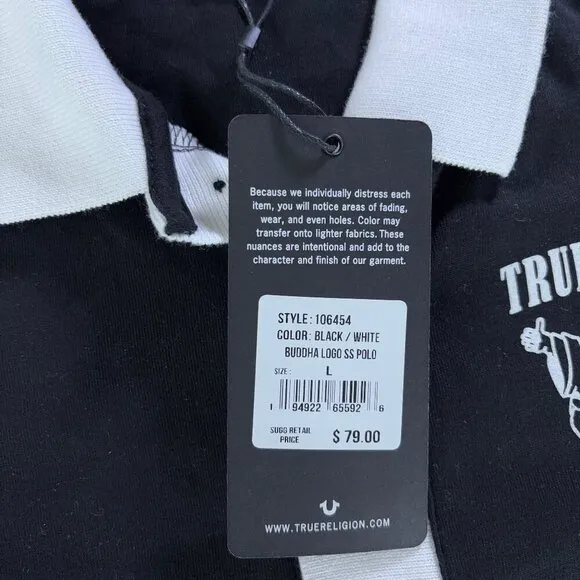 Because we individually distress each
item, you will notice areas of fading,
wear, and even holes. Color may
transfer onto lighter fabrics. These
nuances are intentional and add to the
character and finish of our garment.
STYLE: 106454
COLOR: BLACK / WHITE
BUDDHA LOGO SS POLO
SIZE: L
1 94922 65592 6
SUGG RETAIL
PRICE
$ 79.00
WWW.TRUERELIGION.COM
TRUE